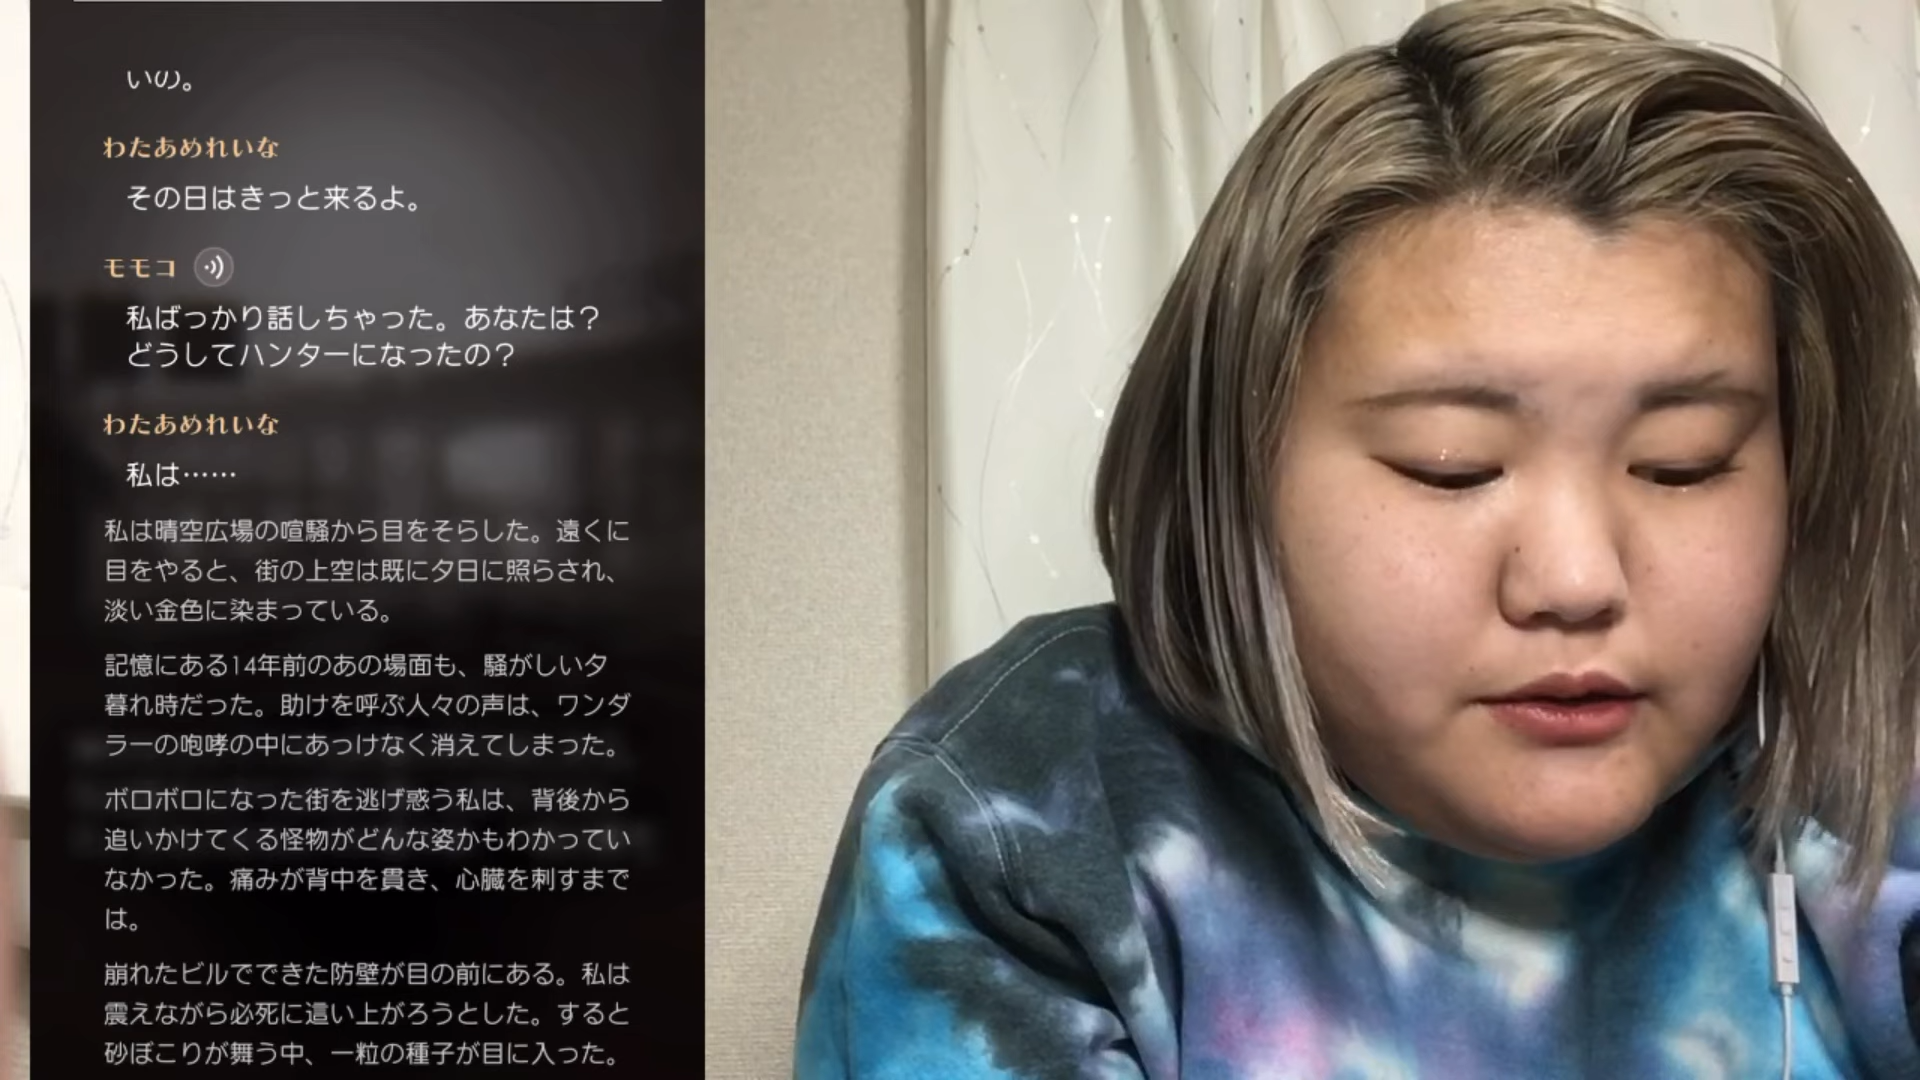 いの。
わたあめれいな
その日はきっと来るよ。
モモコ
私ばっかり話しちゃった。あなたは？
どうしてハンターになったの？
わたあめれいな
私は……
私は晴空広場の喧騒から目をそらした。遠くに
目をやると、街の上空は既に夕日に照らされ、
淡い金色に染まっている。
記憶にある14年前のあの場面も、騒がしい夕
暮れ時だった。助けを呼ぶ人々の声は、ワンダ
ラーの咆哮の中にあっけなく消えてしまった。
ボロボロになった街を逃げ惑う私は、背後から
追いかけてくる怪物がどんな姿かもわかってい
なかった。痛みが背中を貫き、心臓を刺すまで
は。
崩れたビルでできた防壁が目の前にある。私は
震えながら必死に這い上がろうとした。すると
砂ぼこりが舞う中、一粒の種子が目に入った。